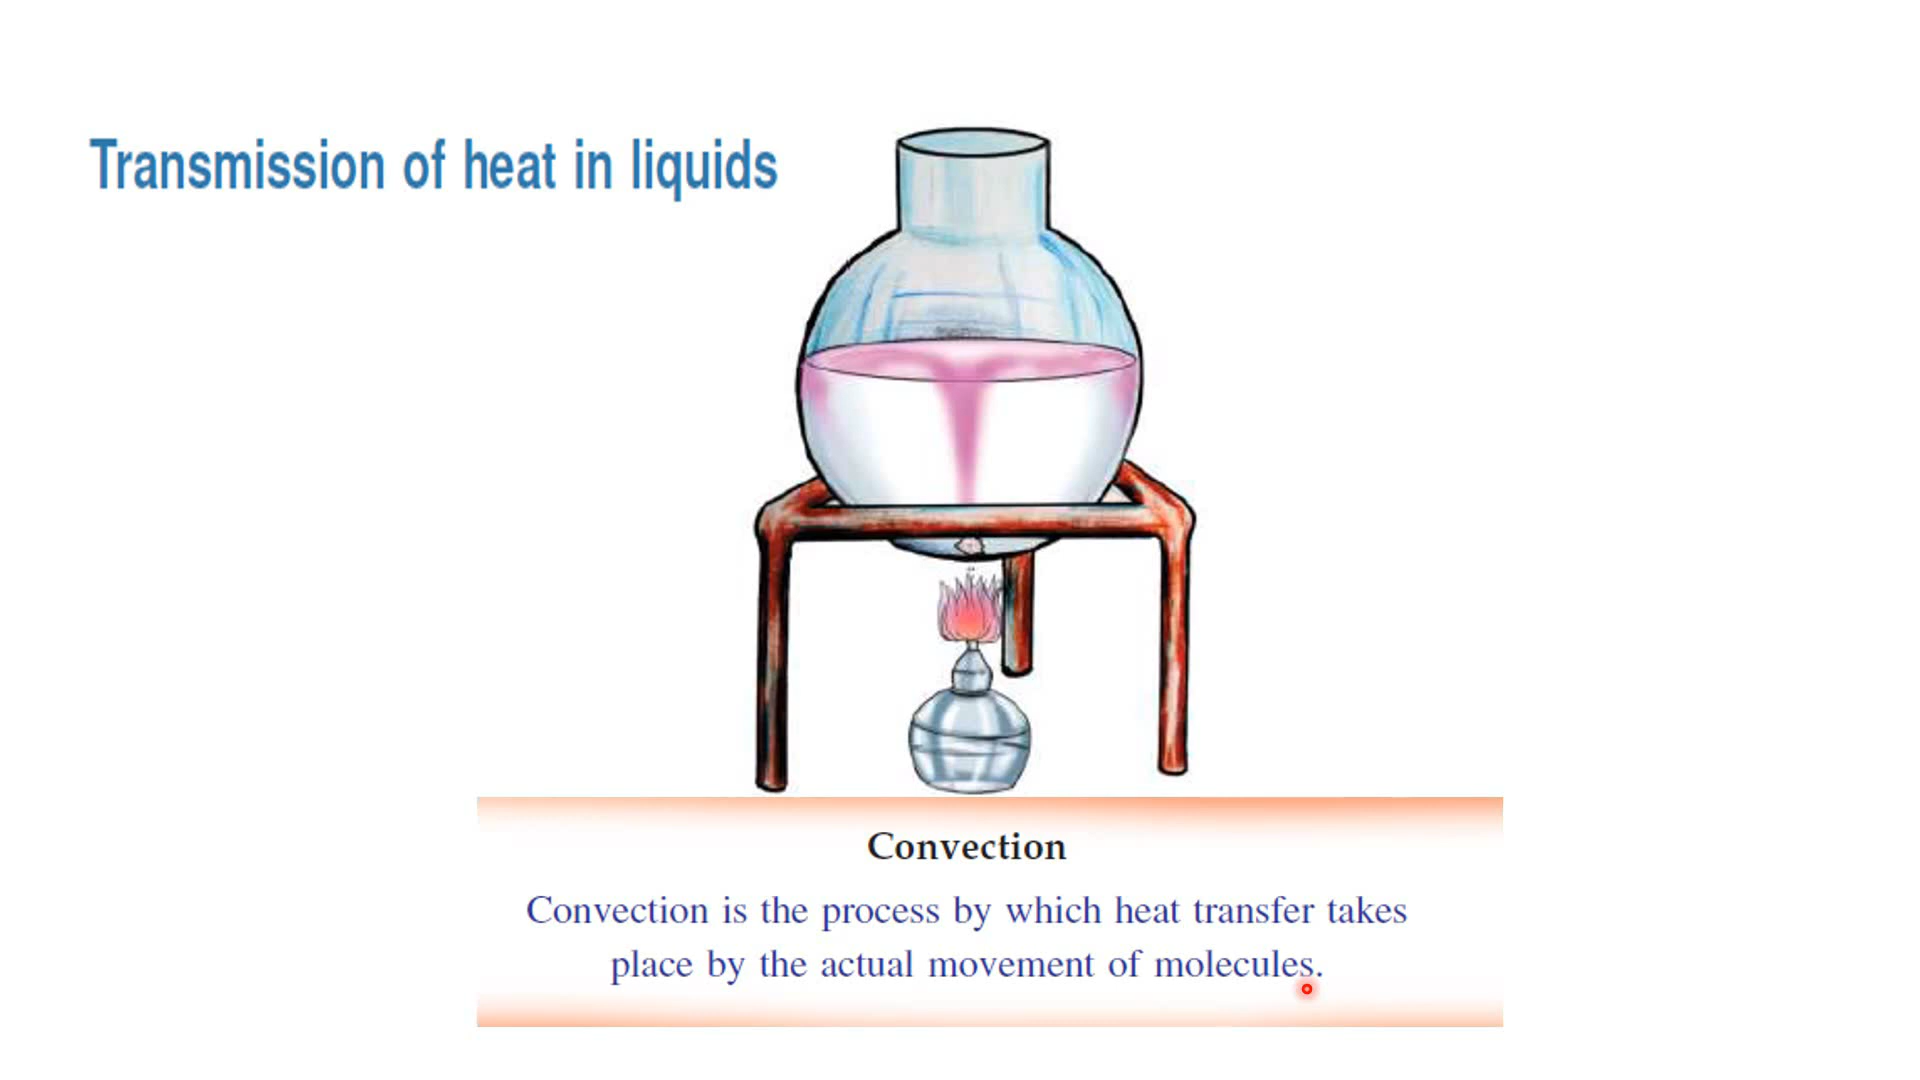 Transmission of heat in liquids
Convection
Convection is the process by which heat transfer takes
place by the actual movement of molecules.